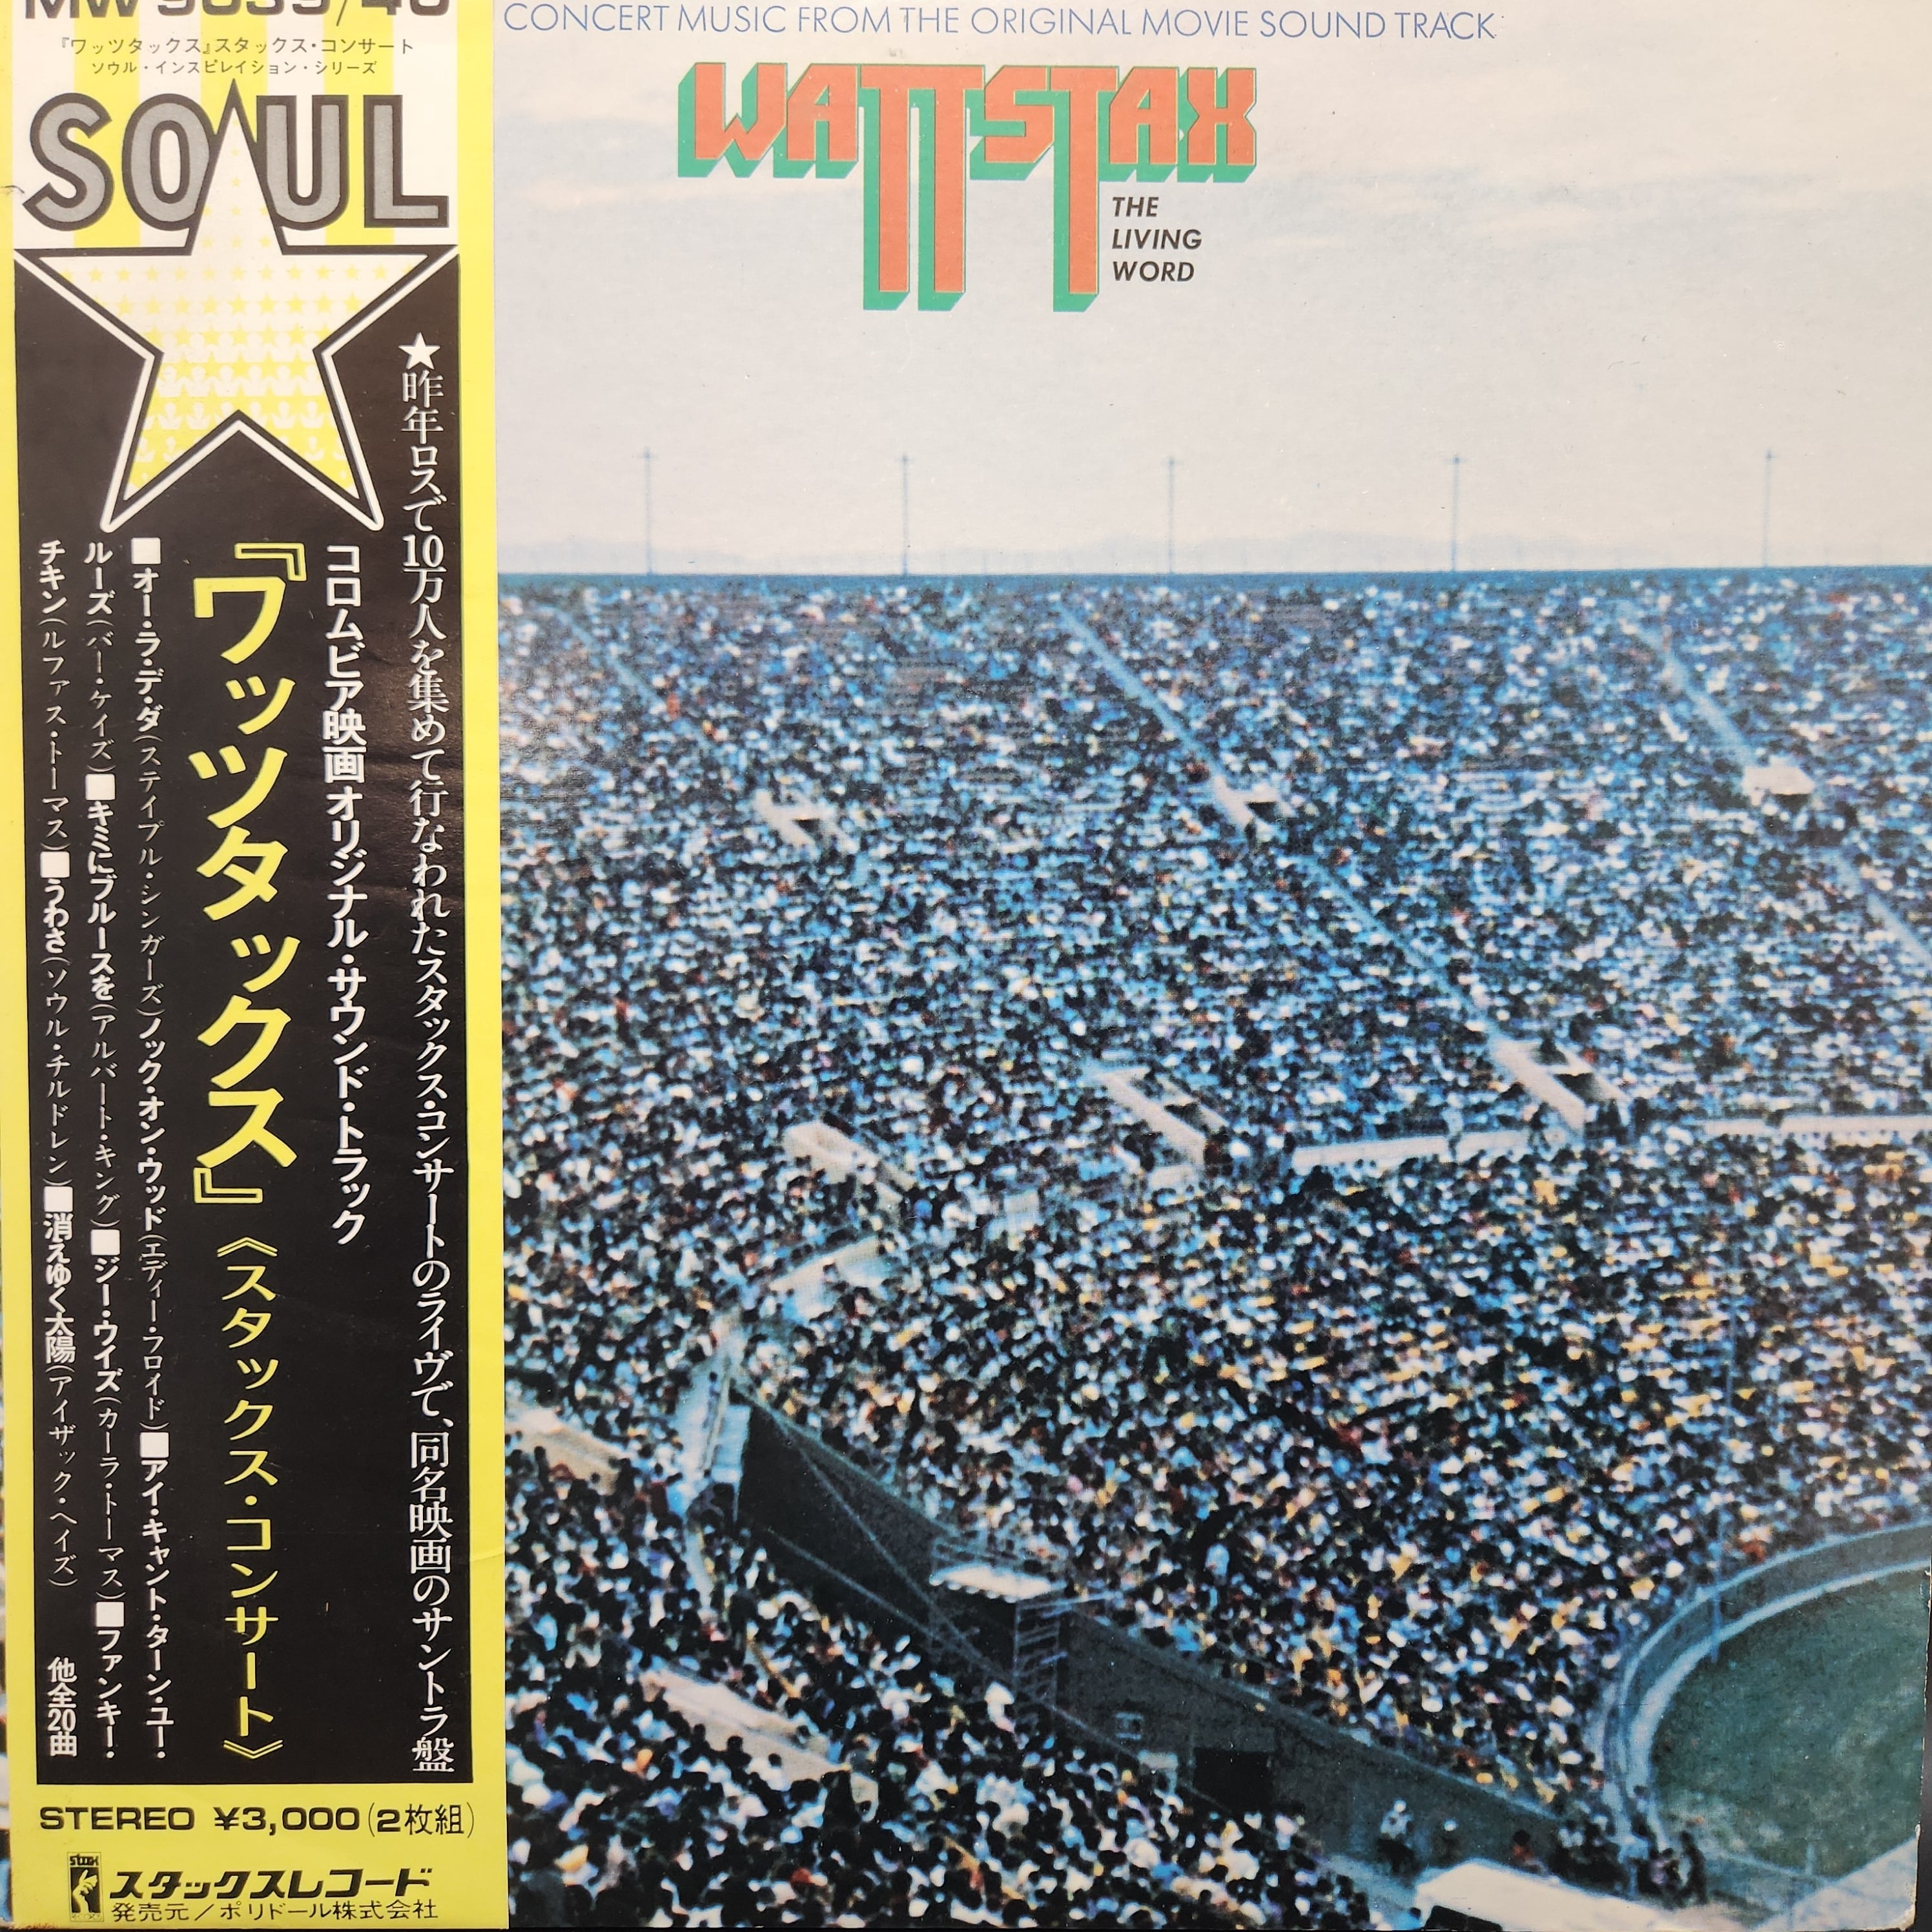 MW 9039/40
『ワッツタックス』スタックス・コンサート
ソウル・インスピレイション・シリーズ
SOUL
★昨年ロスで10万人を集めて行なわれたスタックス・コンサートのライヴで、同名映画のサントラ盤
コロムビア映画 オリジナル・サウンド・トラック
『ワッツタックス』《スタックス・コンサート》
■オー・ラ・デ・ダ(ステイプル・シンガーズ)ノック・オン・ウッド(エディー・フロイド)■アイ・キャント・ターン・ユー・
ルーズ(バー・ケイズ)■キミにブルースを(アルバート・キング)■ジー・ウイズ(カーラ・トーマス)■ファンキー・
チキン(ルファス・トーマス)■うわさ(ソウル・チルドレン)■消えゆく太陽(アイザック・ヘイズ) 他全20曲
STEREO ¥3,000(2枚組)
stax
スタックスレコード
発売元/ポリドール株式会社
CONCERT MUSIC FROM THE ORIGINAL MOVIE SOUND TRACK
WATTSTAX
THE
LIVING
WORD